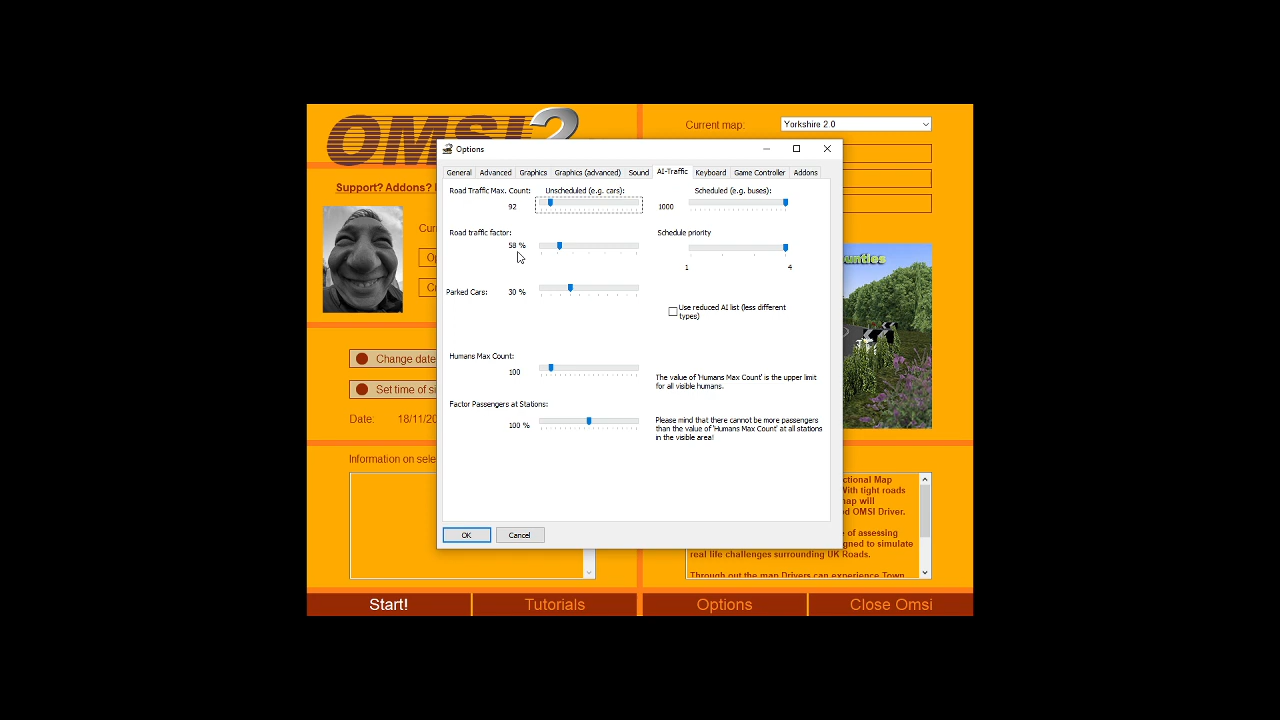 OMSI 2
Current map:
Yorkshire 2.0
Options
General
Advanced
Graphics
Graphics (advanced)
Sound
AI-Traffic
Keyboard
Game Controller
Addons
Support? Addons?
Road Traffic Max. Count:
Unscheduled (e.g. cars):
Scheduled (e.g. buses):
92
1000
Road traffic factor:
Schedule priority
58 %
1
4
Parked Cars:
30 %
Use reduced AI list (less different
types)
Humans Max Count:
100
The value of 'Humans Max Count' is the upper limit
for all visible humans.
Factor Passengers at Stations:
100 %
Please mind that there cannot be more passengers
than the value of 'Humans Max Count' at all stations
in the visible area!
OK
Cancel
Change date
Set time of
Date:
18/11/20
Information on
ctional Map
With tight roads
map will
d OMSI Driver.
e of assessing
igned to simulate
real life challenges surrounding UK Roads.
Through out the map Drivers can experience Town
Start!
Tutorials
Options
Close Omsi